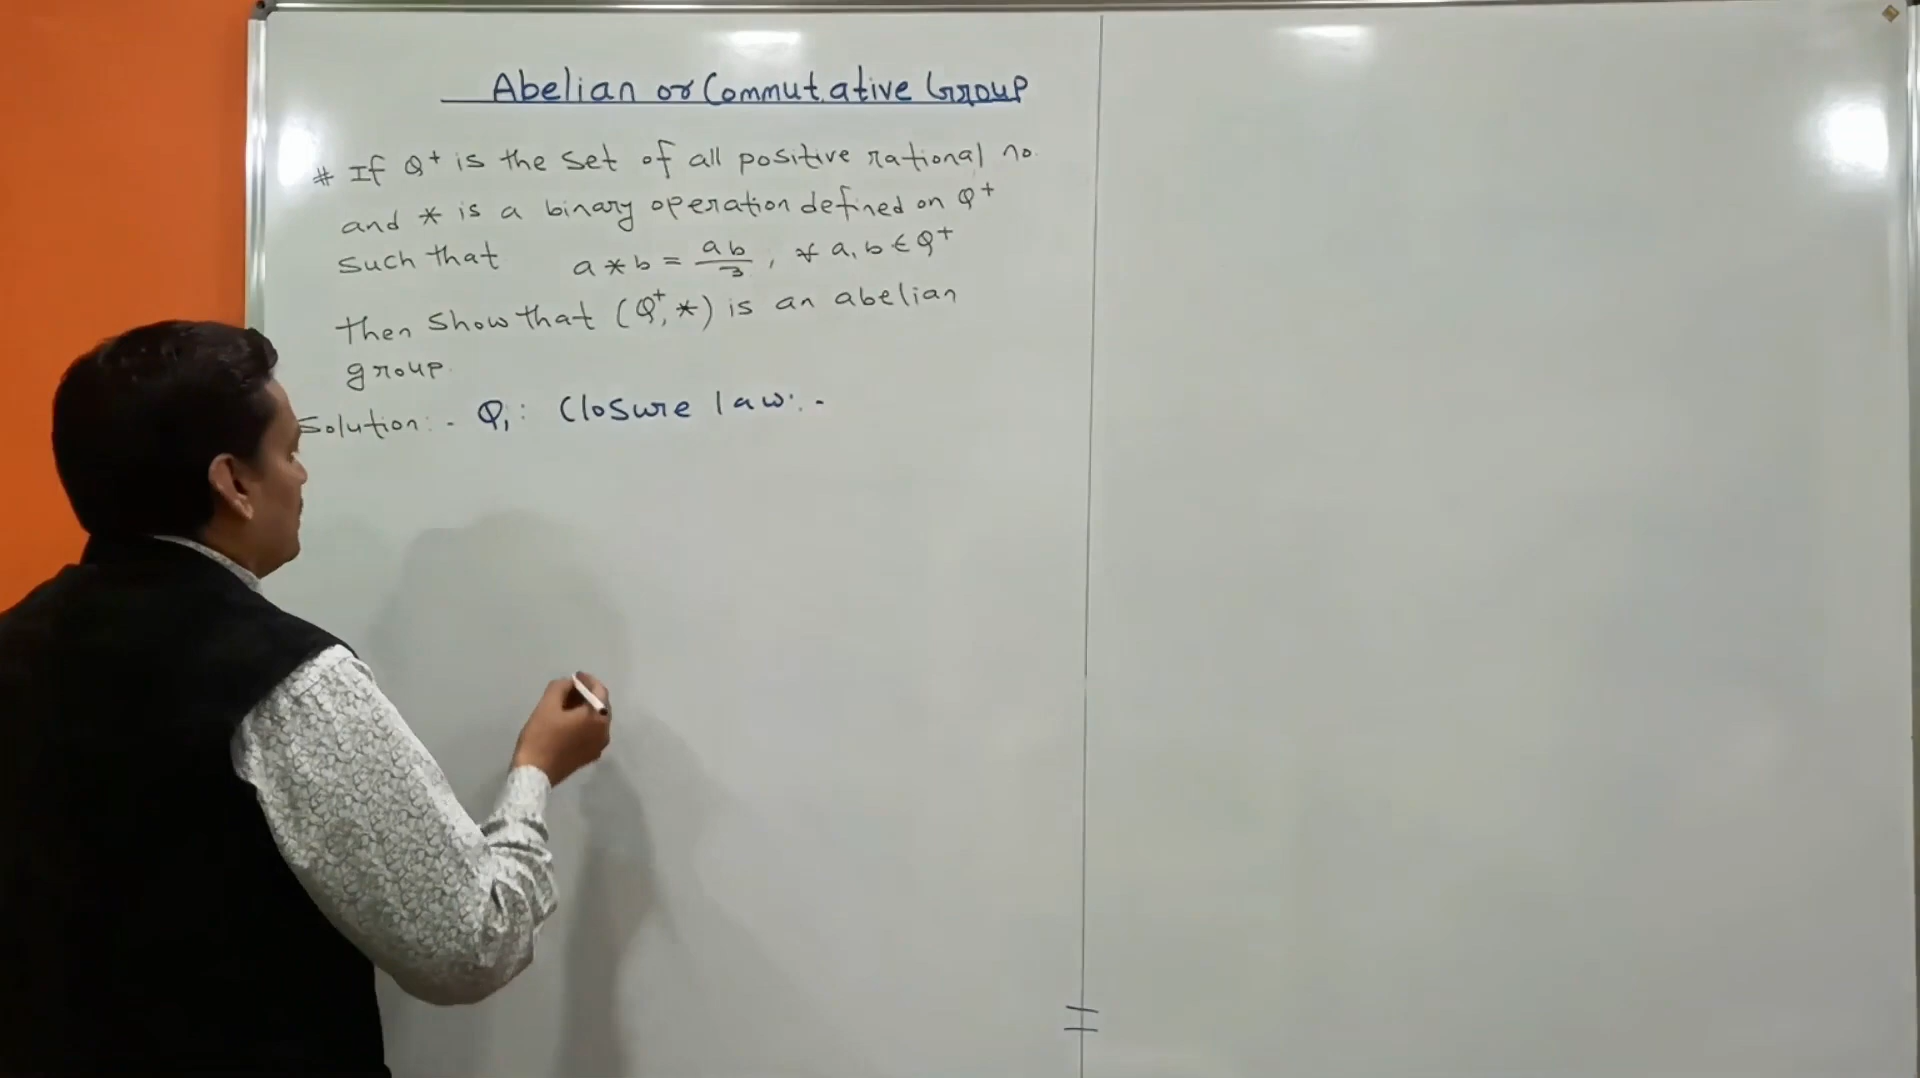 Abelian or Commutative Group
# If Q⁺ is the set of all positive rational no.
and * is a binary operation defined on Q⁺
such that a * b = ab/3, ∀ a, b ∈ Q⁺
then show that (Q⁺, *) is an abelian
group.
Solution:- Q₁: Closure law:-